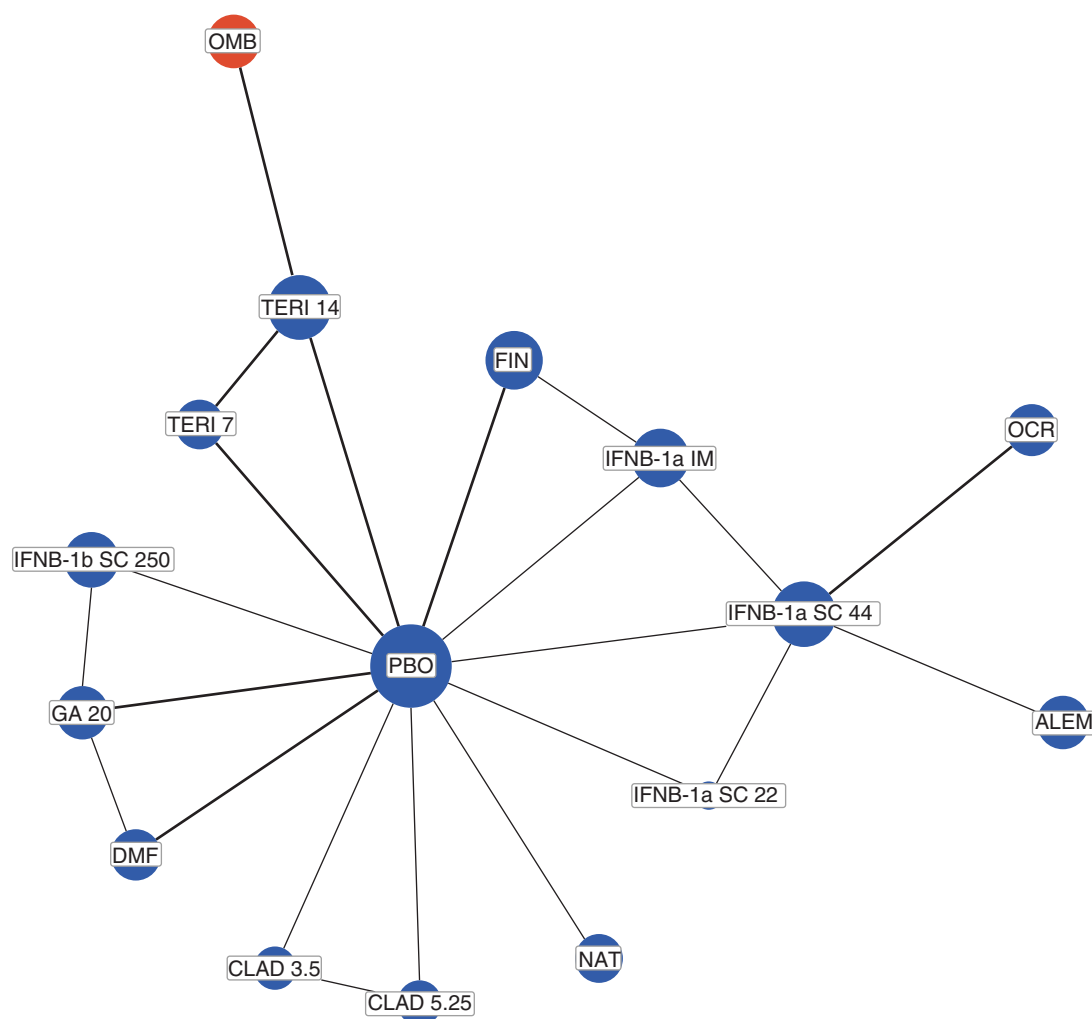 OMB
TERI 14
FIN
TERI 7
OCR
IFNB-1a IM
IFNB-1b SC 250
IFNB-1a SC 44
PBO
GA 20
ALEM
IFNB-1a SC 22
DMF
NAT
CLAD 3.5
CLAD 5.25